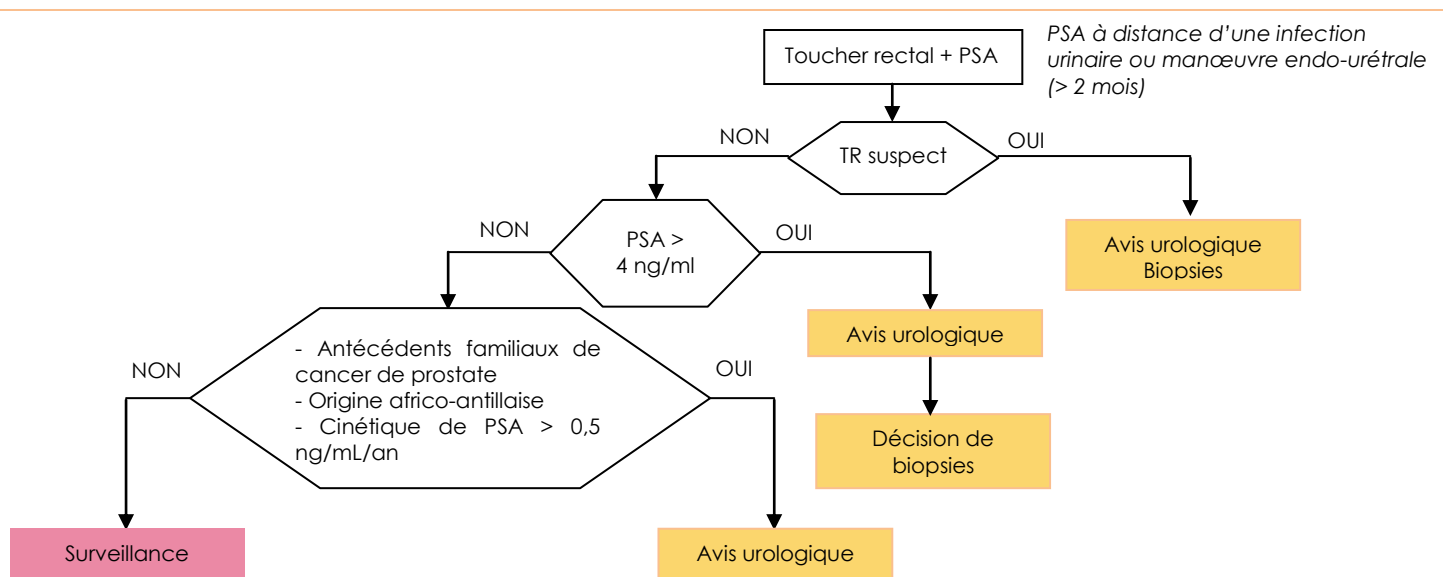 Toucher rectal + PSA
PSA à distance d’une infection
urinaire ou manœuvre endo-urétrale
(> 2 mois)
NON
TR suspect
OUI
NON
PSA >
4 ng/ml
OUI
Avis urologique
Biopsies
Avis urologique
NON
- Antécédents familiaux de
cancer de prostate
- Origine africo-antillaise
- Cinétique de PSA > 0,5
ng/mL/an
OUI
Décision de
biopsies
Surveillance
Avis urologique